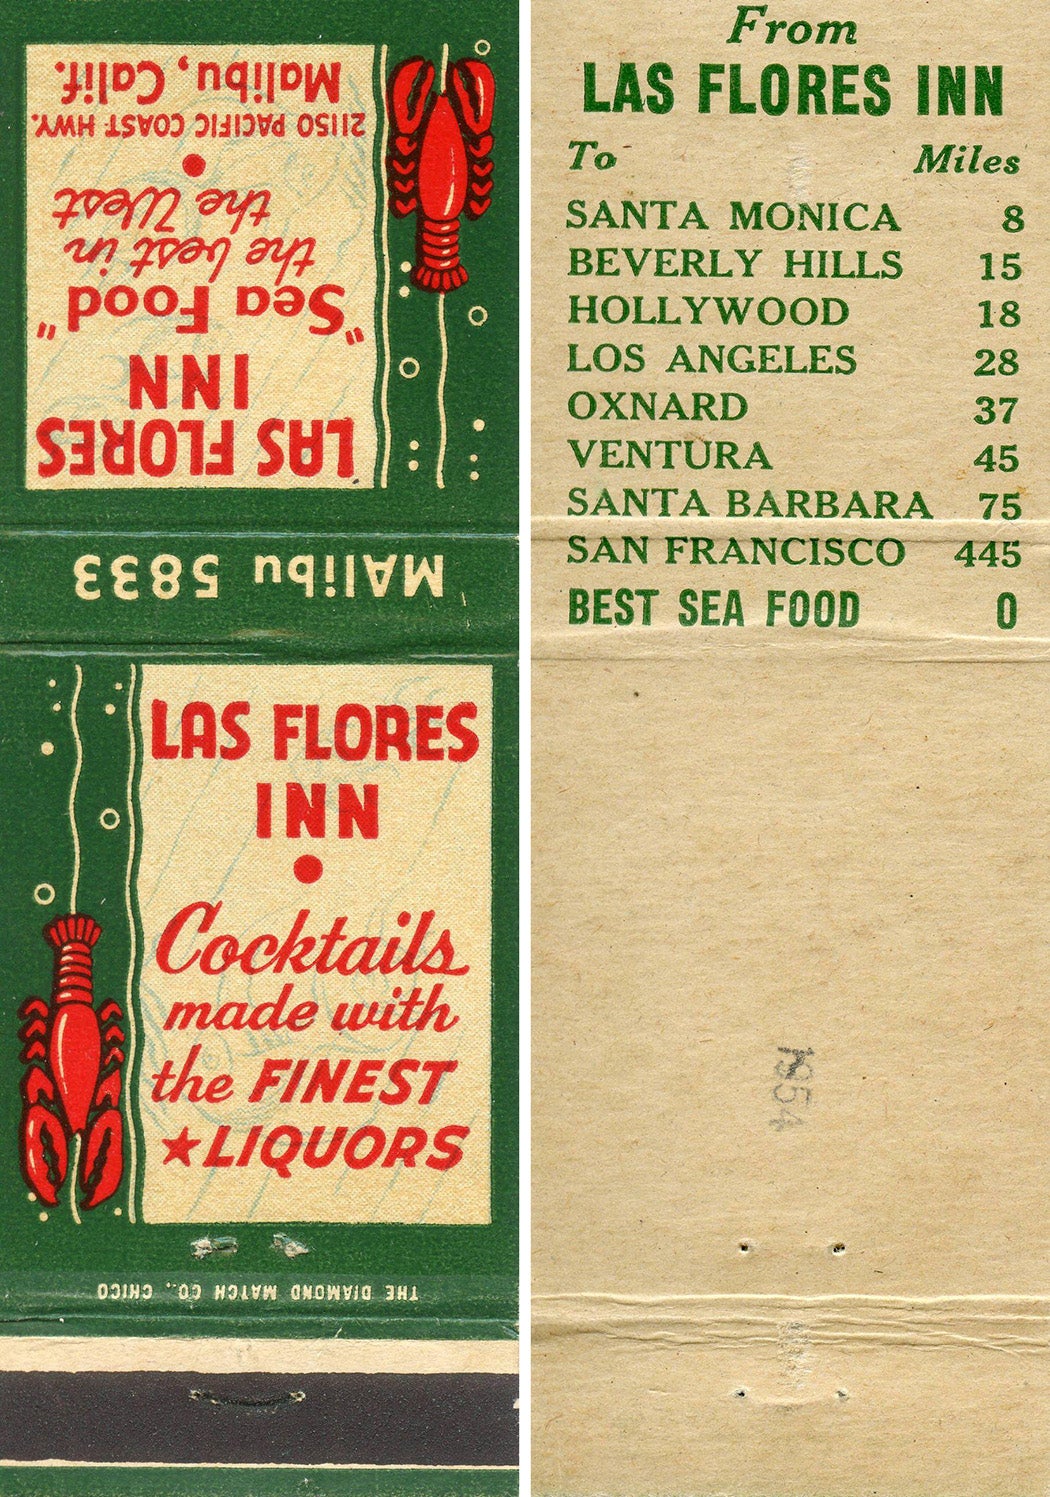 LAS FLORES
INN
"Sea Food"
the best in
the West
21150 PACIFIC COAST HWY.
Malibu, Calif.
MAlibu 5833
LAS FLORES
INN
Cocktails
made with
the FINEST
★LIQUORS
THE DIAMOND MATCH CO., CHICO
From
LAS FLORES INN
To Miles
SANTA MONICA 8
BEVERLY HILLS 15
HOLLYWOOD 18
LOS ANGELES 28
OXNARD 37
VENTURA 45
SANTA BARBARA 75
SAN FRANCISCO 445
BEST SEA FOOD 0
1954